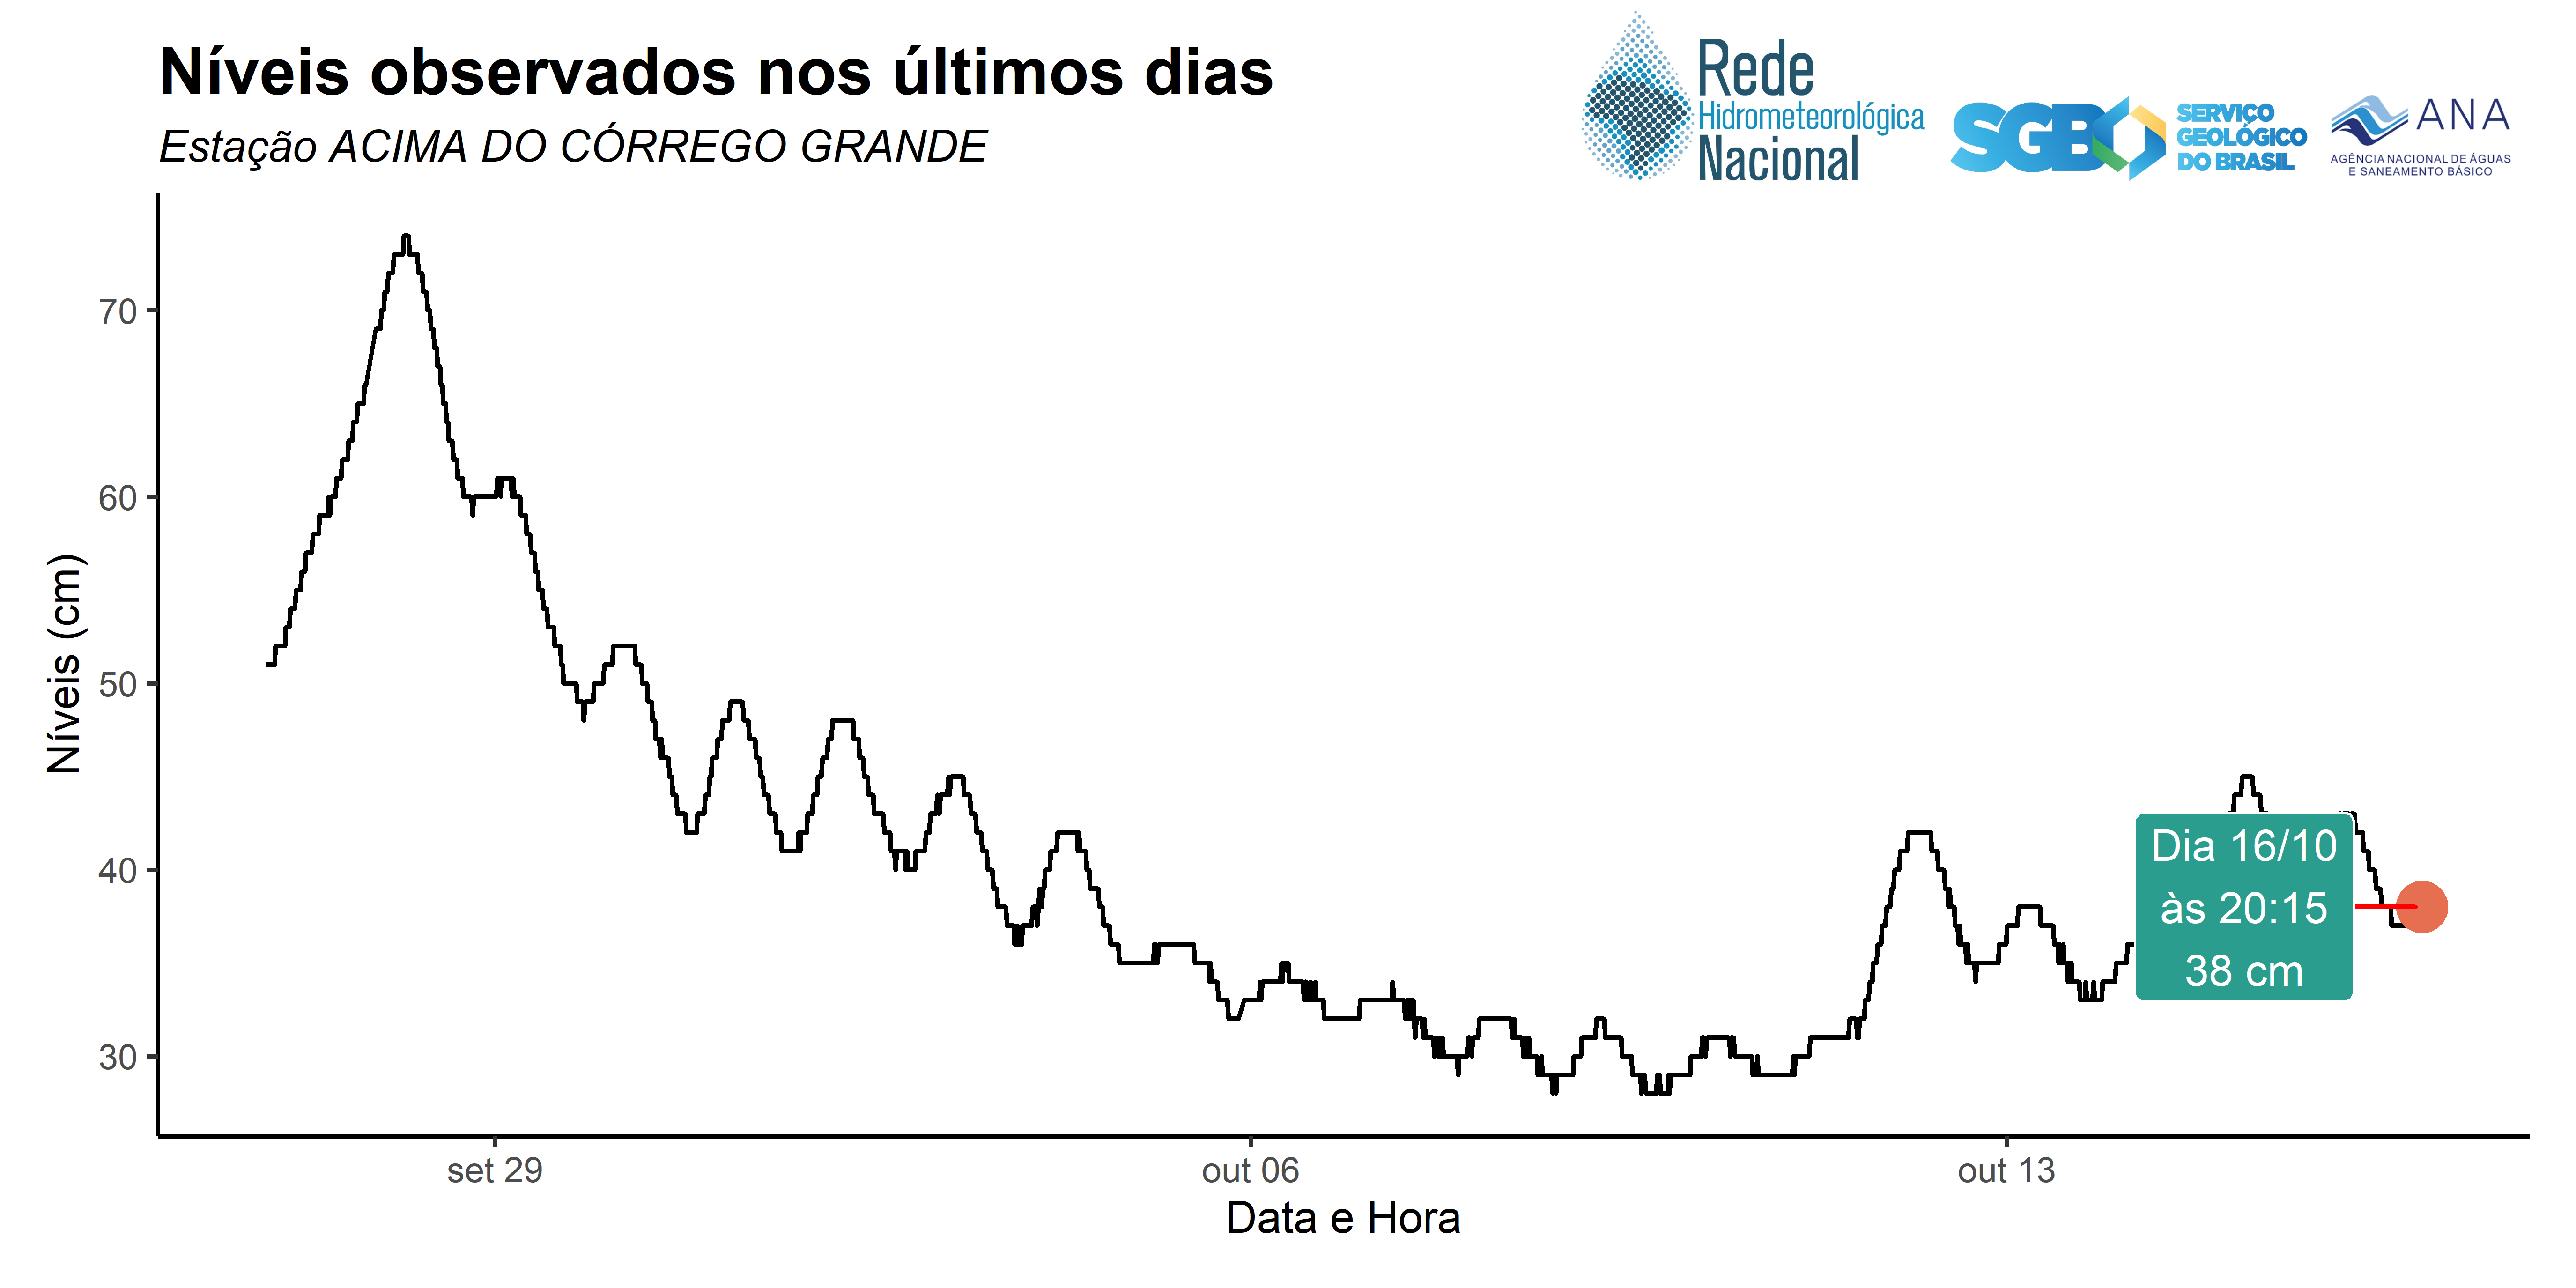 Níveis observados nos últimos dias
Estação ACIMA DO CÓRREGO GRANDE
Rede
Hidrometeorológica
Nacional
SGB
SERVIÇO
GEOLÓGICO
DO BRASIL
ANA
AGÊNCIA NACIONAL DE ÁGUAS
E SANEAMENTO BÁSICO
Níveis (cm)
70
60
50
40
30
Dia 16/10
às 20:15
38 cm
set 29
out 06
out 13
Data e Hora